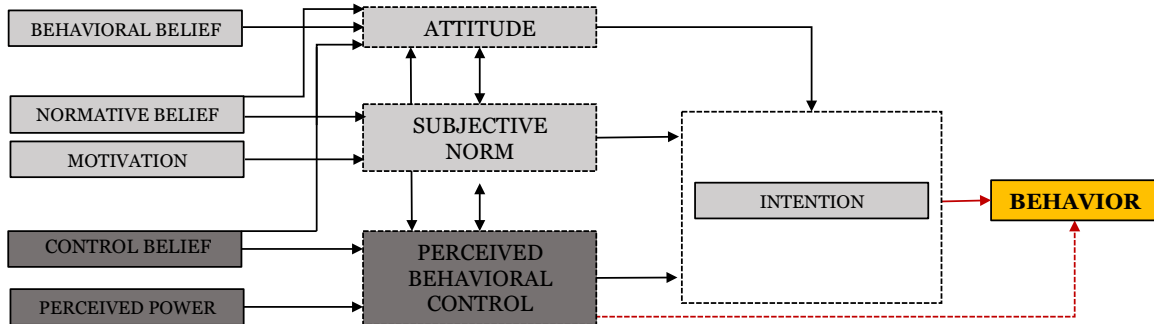 BEHAVIORAL BELIEF
ATTITUDE
NORMATIVE BELIEF
SUBJECTIVE
NORM
MOTIVATION
INTENTION
BEHAVIOR
CONTROL BELIEF
PERCEIVED
BEHAVIORAL
CONTROL
PERCEIVED POWER